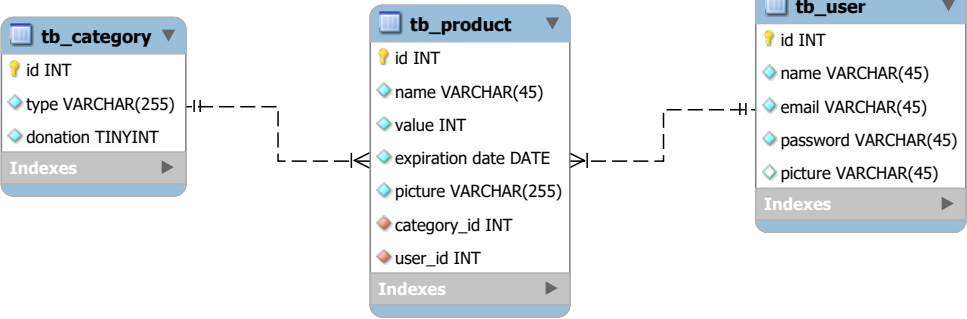 tb_category
id INT
type VARCHAR(255)
donation TINYINT
Indexes
tb_product
id INT
name VARCHAR(45)
value INT
expiration date DATE
picture VARCHAR(255)
category_id INT
user_id INT
Indexes
tb_user
id INT
name VARCHAR(45)
email VARCHAR(45)
password VARCHAR(45)
picture VARCHAR(45)
Indexes